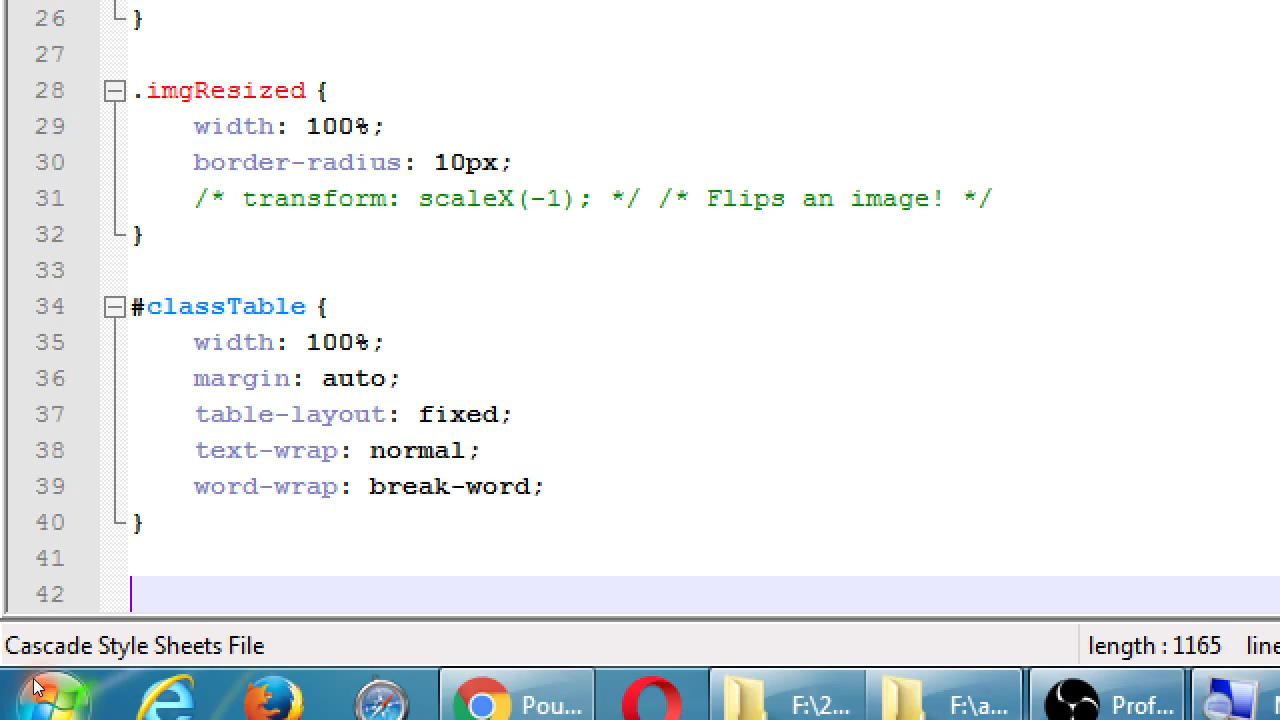 26 }
27
28 .imgResized {
29 width: 100%;
30 border-radius: 10px;
31 /* transform: scaleX(-1); */ /* Flips an image! */
32 }
33
34 #classTable {
35 width: 100%;
36 margin: auto;
37 table-layout: fixed;
38 text-wrap: normal;
39 word-wrap: break-word;
40 }
41
42
Cascade Style Sheets File length : 1165 line
Pou... F:\2... F:\a... Prof...